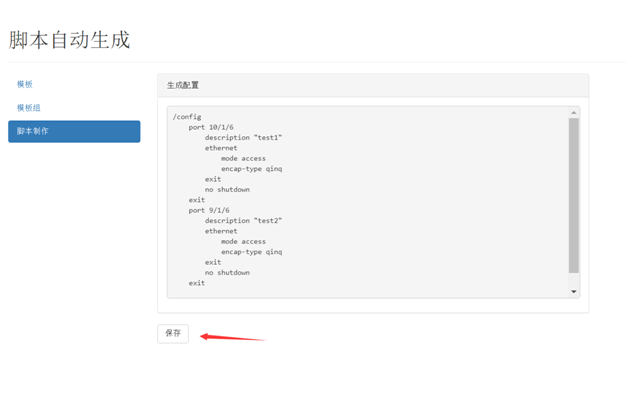 脚本自动生成
模板
模板组
脚本制作
生成配置
/config
    port 10/1/6
        description "test1"
        ethernet
            mode access
            encap-type qinq
        exit
        no shutdown
    exit
    port 9/1/6
        description "test2"
        ethernet
            mode access
            encap-type qinq
        exit
        no shutdown
    exit
保存